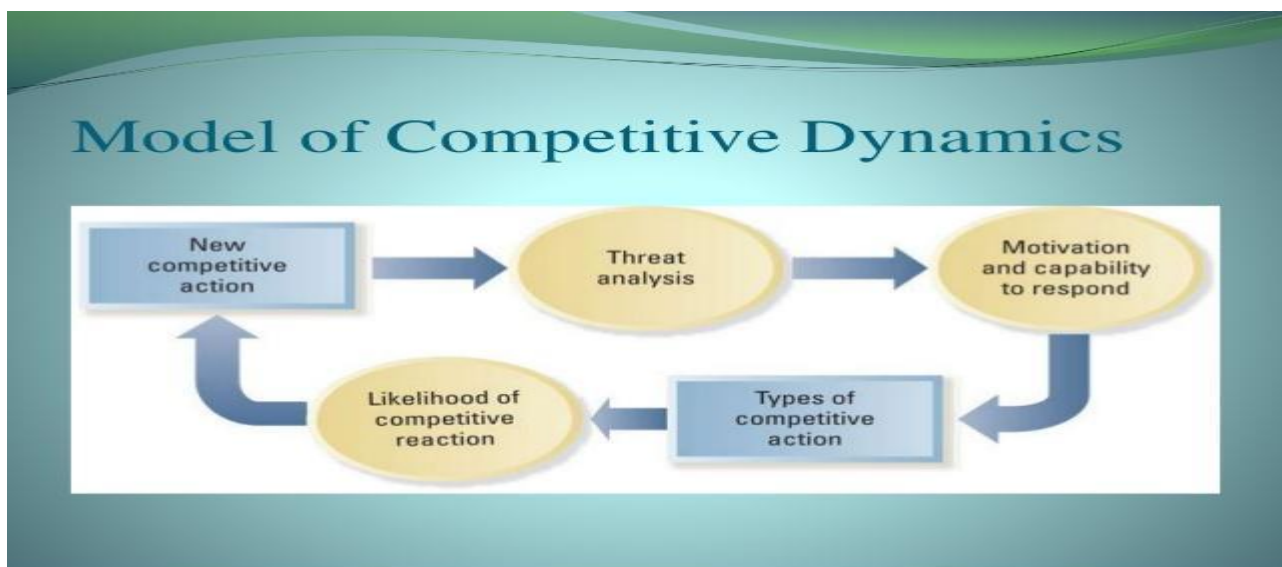 Model of Competitive Dynamics
New
competitive
action
Threat
analysis
Motivation
and capability
to respond
Types of
competitive
action
Likelihood of
competitive
reaction